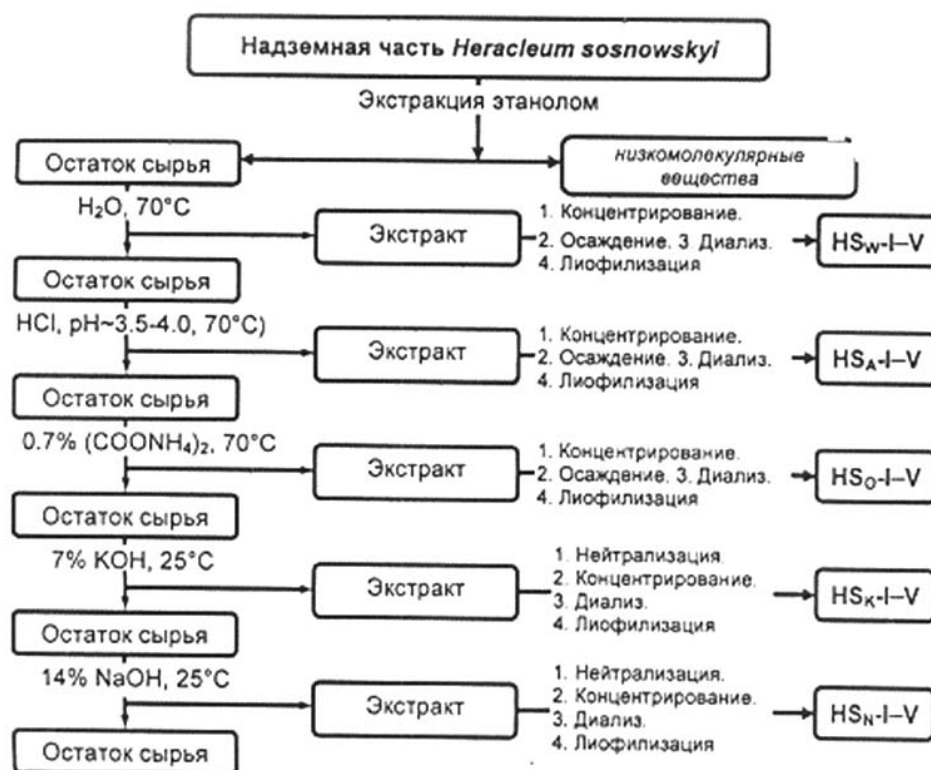 Надземная часть Heracleum sosnowskyi
Экстракция этанолом
Остаток сырья
низкомолекулярные
вещества
H₂O, 70°C
Экстракт
1. Концентрирование.
2. Осаждение. 3. Диализ.
4. Лиофилизация
HSW-I–V
Остаток сырья
HCl, pH~3.5-4.0, 70°C)
Экстракт
1. Концентрирование.
2. Осаждение. 3. Диализ.
4. Лиофилизация
HSA-I–V
Остаток сырья
0.7% (COONH₄)₂, 70°C
Экстракт
1. Концентрирование.
2. Осаждение. 3. Диализ.
4. Лиофилизация
HSO-I–V
Остаток сырья
7% KOH, 25°C
Экстракт
1. Нейтрализация.
2. Концентрирование.
3. Диализ.
4. Лиофилизация
HSK-I–V
Остаток сырья
14% NaOH, 25°C
Экстракт
1. Нейтрализация.
2. Концентрирование.
3. Диализ.
4. Лиофилизация
HSN-I–V
Остаток сырья